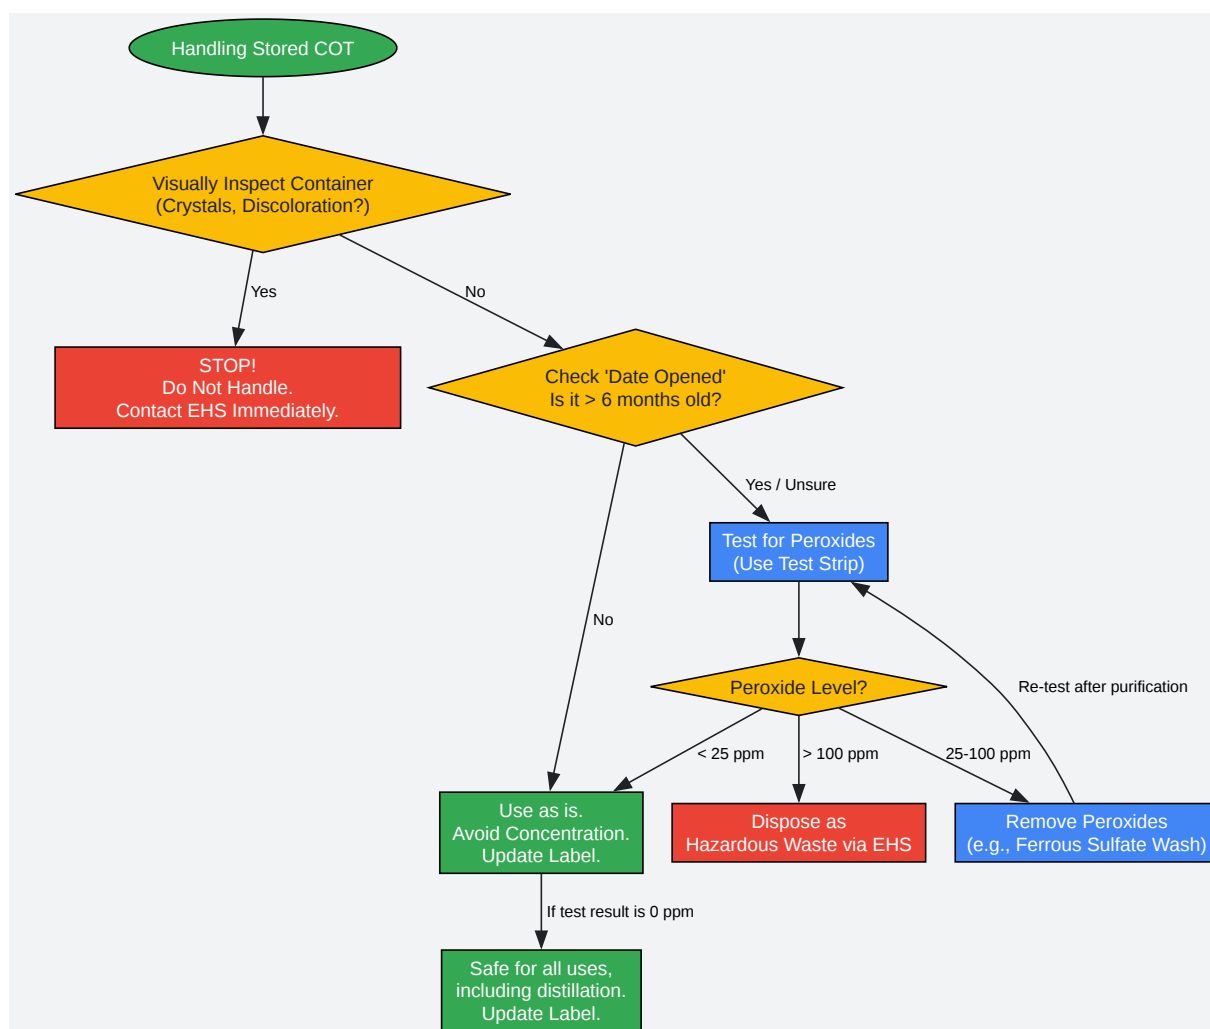 Handling Stored COT
Visually Inspect Container
(Crystals, Discoloration?)
Yes
No
STOP!
Do Not Handle.
Contact EHS Immediately.
Check 'Date Opened'
Is it > 6 months old?
Yes / Unsure
Test for Peroxides
(Use Test Strip)
No
Peroxide Level?
Re-test after purification
< 25 ppm
> 100 ppm
25-100 ppm
Use as is.
Avoid Concentration.
Update Label.
Dispose as
Hazardous Waste via EHS
Remove Peroxides
(e.g., Ferrous Sulfate Wash)
If test result is 0 ppm
Safe for all uses,
including distillation.
Update Label.